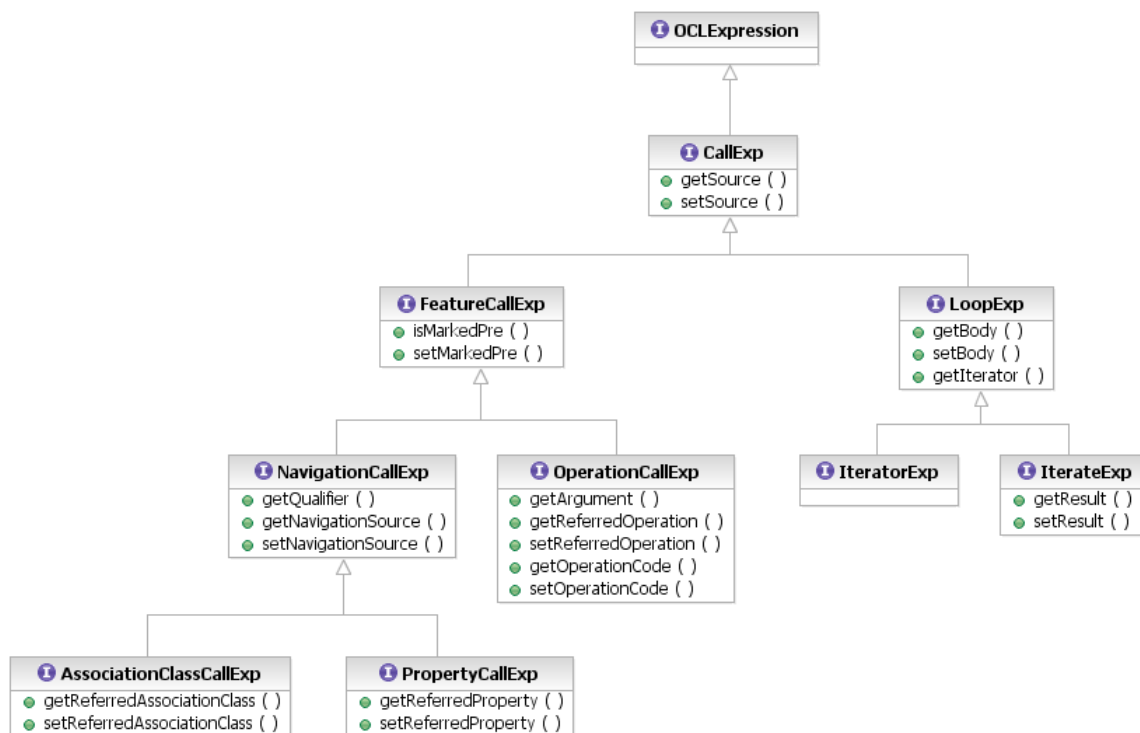 I OCLExpression
I CallExp
getSource ( )
setSource ( )
I FeatureCallExp
isMarkedPre ( )
setMarkedPre ( )
I LoopExp
getBody ( )
setBody ( )
getIterator ( )
I NavigationCallExp
getQualifier ( )
getNavigationSource ( )
setNavigationSource ( )
I OperationCallExp
getArgument ( )
getReferredOperation ( )
setReferredOperation ( )
getOperationCode ( )
setOperationCode ( )
I IteratorExp
I IterateExp
getResult ( )
setResult ( )
I AssociationClassCallExp
getReferredAssociationClass ( )
setReferredAssociationClass ( )
I PropertyCallExp
getReferredProperty ( )
setReferredProperty ( )